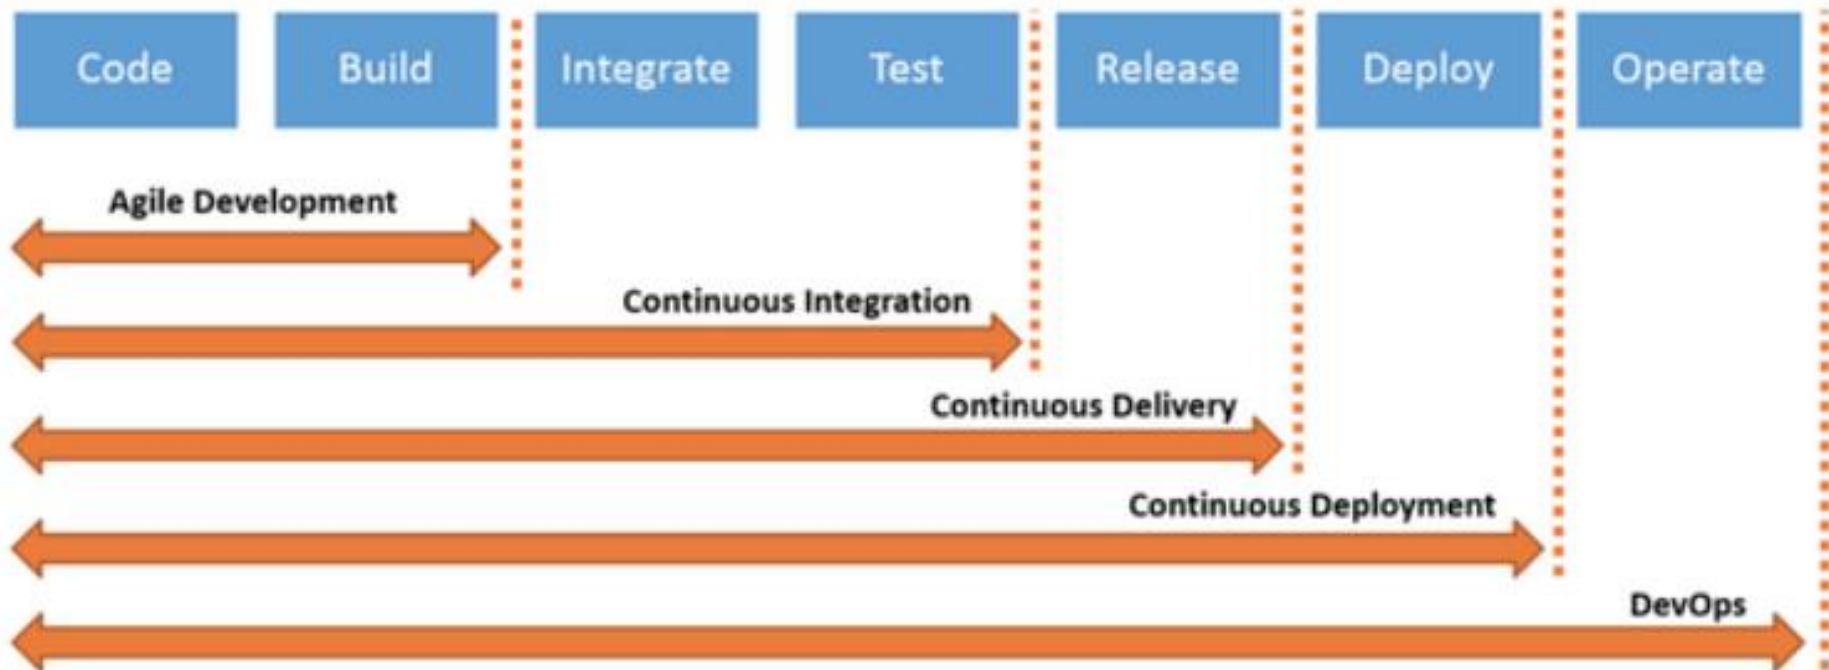 Code Build Integrate Test Release Deploy Operate
Agile Development
Continuous Integration
Continuous Delivery
Continuous Deployment
DevOps